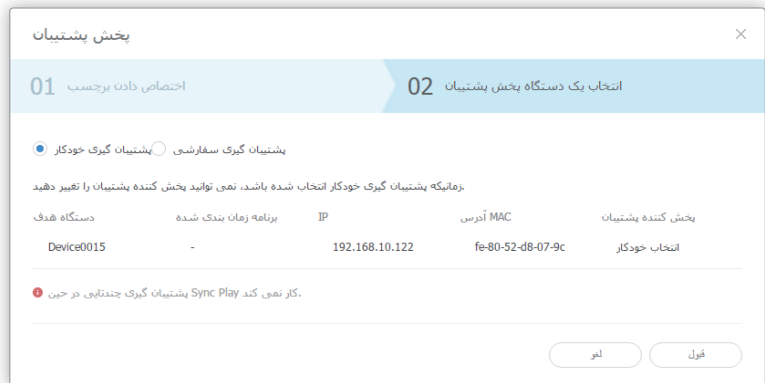 پخش پشتیبان
01 اختصاص دادن برچسب
02 انتخاب یک دستگاه پخش پشتیبان
پشتیبان گیری خودکار پشتیبان گیری سفارشی
زمانیکه پشتیبان گیری خودکار انتخاب شده باشد، نمی توانید پخش کننده پشتیبان را تغییر دهید.
دستگاه هدف برنامه زمان بندی شده IP آدرس MAC پخش کننده پشتیبان
Device0015 - 192.168.10.122 fe-80-52-d8-07-9c انتخاب خودکار
پشتیبان گیری چندتایی در حین Sync Play کار نمی کند.
لغو قبول